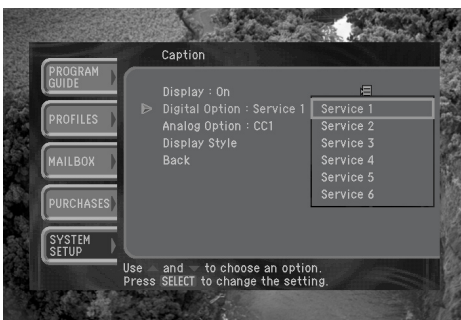 Caption
PROGRAM
GUIDE
PROFILES
MAILBOX
PURCHASES
SYSTEM
SETUP
Display : On
Digital Option : Service 1
Analog Option : CC1
Display Style
Back
Service 1
Service 2
Service 3
Service 4
Service 5
Service 6
Use and to choose an option.
Press SELECT to change the setting.